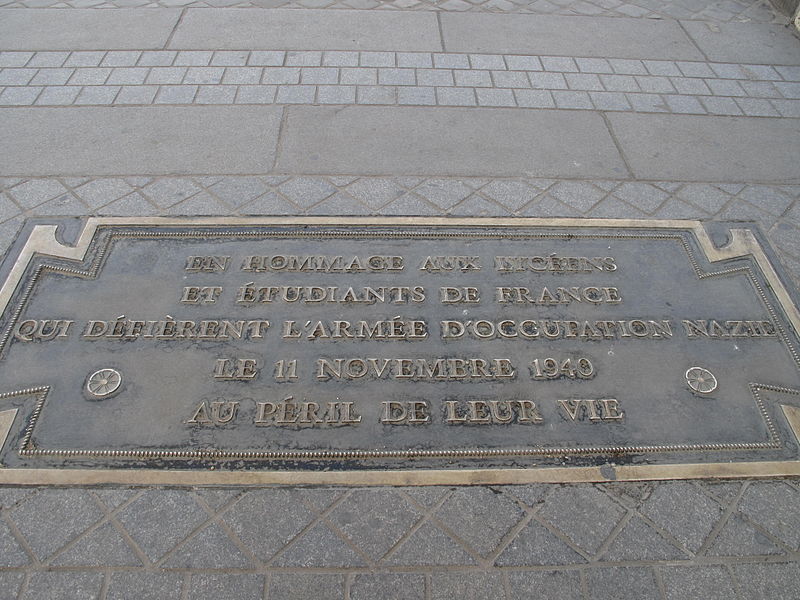 EN HOMMAGE AUX LYCÉENS
ET ÉTUDIANTS DE FRANCE
QUI DÉFIÈRENT L'ARMÉE D'OCCUPATION NAZIE
LE 11 NOVEMBRE 1940
AU PÉRIL DE LEUR VIE